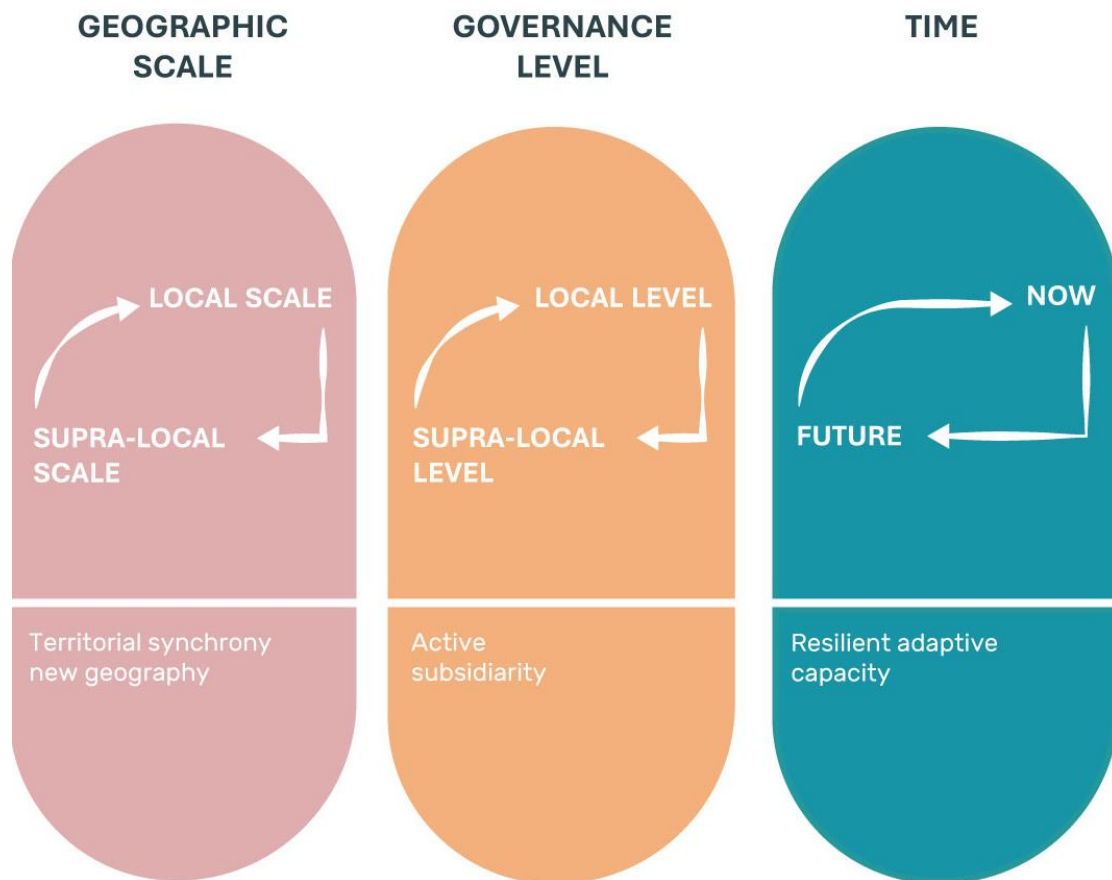 GEOGRAPHIC
SCALE
GOVERNANCE
LEVEL
TIME
LOCAL SCALE
SUPRA-LOCAL
SCALE
Territorial synchrony
new geography
LOCAL LEVEL
SUPRA-LOCAL
LEVEL
Active
subsidiarity
NOW
FUTURE
Resilient adaptive
capacity